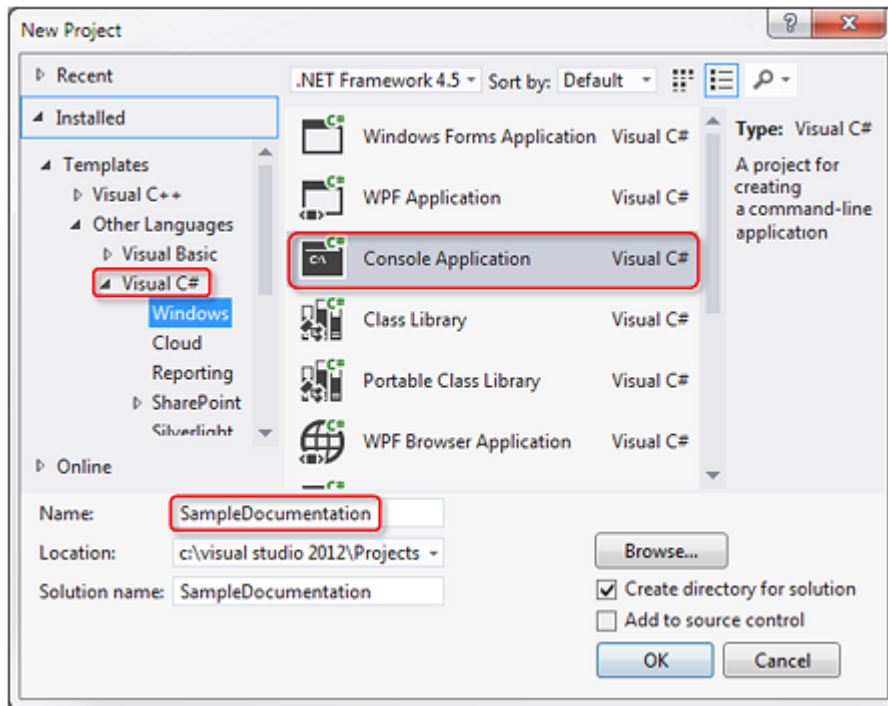 New Project
Recent
Installed
Templates
Visual C++
Other Languages
Visual Basic
Visual C#
Windows
Cloud
Reporting
SharePoint
Silverlight
Online
.NET Framework 4.5 Sort by: Default
C#
Windows Forms Application Visual C#
C#
WPF Application Visual C#
C#
C:\
Console Application Visual C#
C#
Class Library Visual C#
C#
Portable Class Library Visual C#
C#
WPF Browser Application Visual C#
C#
Type: Visual C#
A project for
creating
a command-line
application
Name: SampleDocumentation
Location: c:\visual studio 2012\Projects
Browse...
Solution name: SampleDocumentation
Create directory for solution
Add to source control
OK Cancel